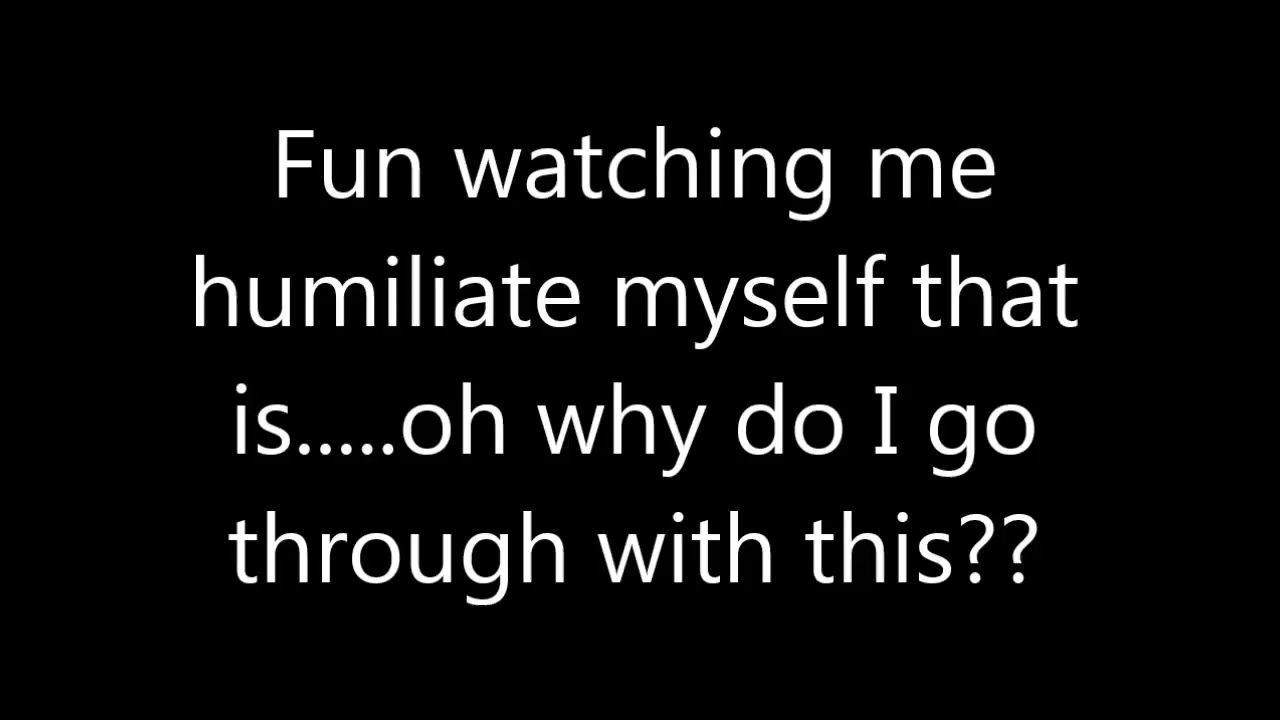 Fun watching me
humiliate myself that
is.....oh why do I go
through with this??